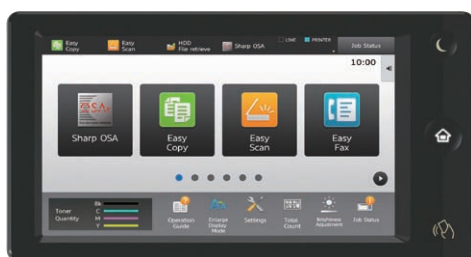 Easy
Copy
Easy
Scan
HDD
File retrieve
Sharp OSA
LINE
PRINTER
Job Status
10:00
Sharp OSA
Easy
Copy
Easy
Scan
Easy
Fax
Toner
Quantity
Bk
C
M
Y
Operation
Guide
Enlarge
Display
Mode
Settings
Total
Count
Brightness
Adjustment
Job Status